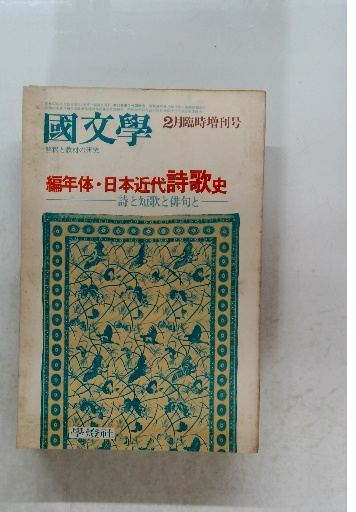 國文學
2月臨時増刊号
解釈と教材の研究
編年体・日本近代詩歌史
詩と短歌と俳句と
學燈社